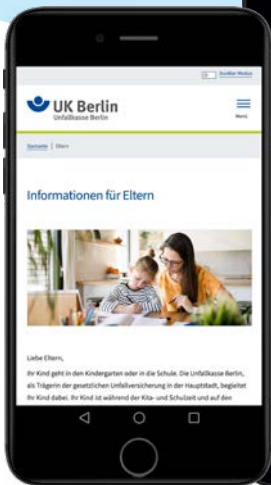 Dunkler Modus
UK Berlin
Unfallkasse Berlin
Menü
Startseite | Eltern
Informationen für Eltern
Liebe Eltern,
Ihr Kind geht in den Kindergarten oder in die Schule. Die Unfallkasse Berlin,
als Trägerin der gesetzlichen Unfallversicherung in der Hauptstadt, begleitet
Ihr Kind dabei. Ihr Kind ist während der Kita- und Schulzeit und auf den